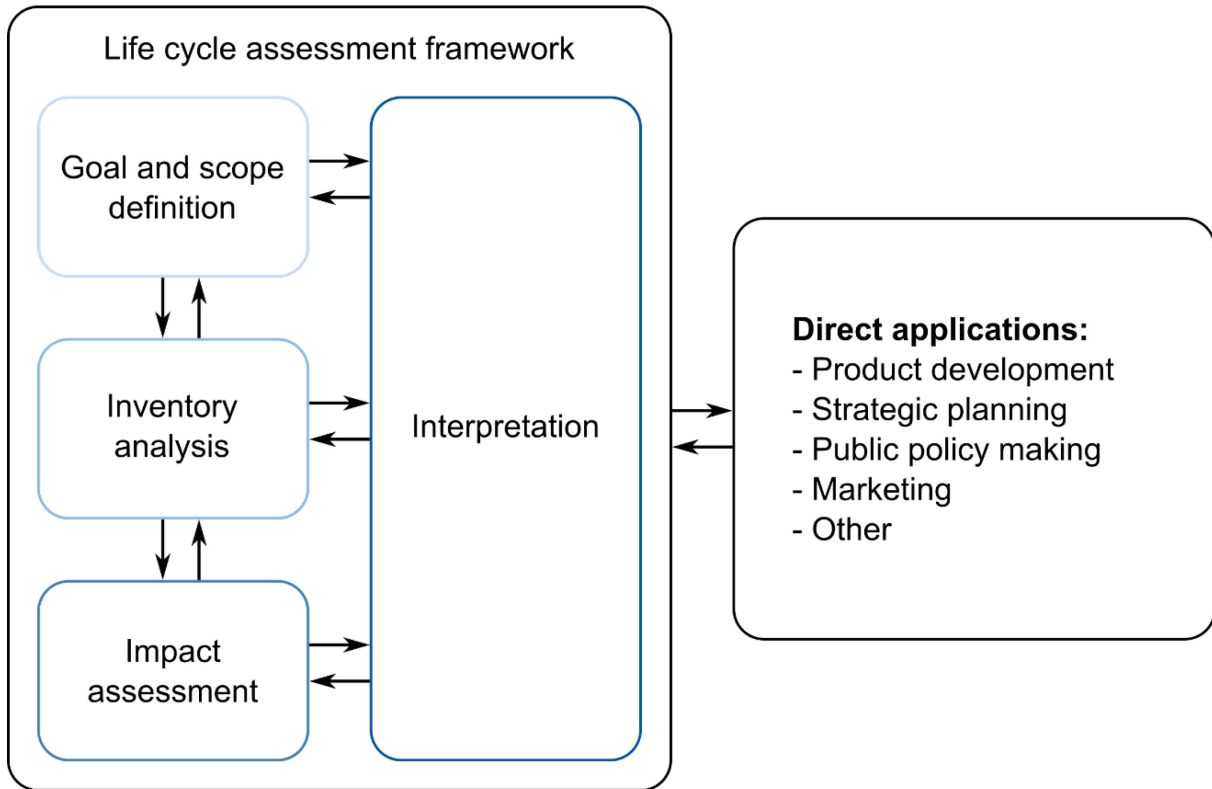 Life cycle assessment framework
Goal and scope
definition
Inventory
analysis
Impact
assessment
Interpretation
Direct applications:
- Product development
- Strategic planning
- Public policy making
- Marketing
- Other